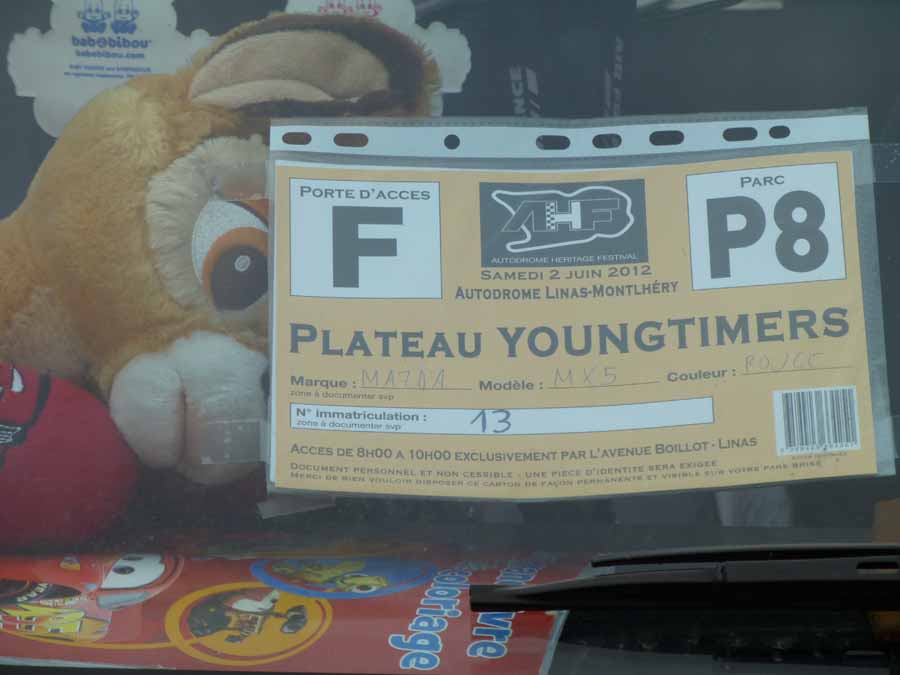 babobibou
babobibou.com
PORTE D'ACCES
F
AHF
AUTODROME HERITAGE FESTIVAL
SAMEDI 2 JUIN 2012
AUTODROME LINAS-MONTLHÉRY
PARC
P8
PLATEAU YOUNGTIMERS
Marque : MAZDA Modèle : MX5 Couleur : ROUGE
zone à documenter svp
N° immatriculation : 13
zone à documenter svp
ACCES DE 8H00 A 10H00 EXCLUSIVEMENT PAR L'AVENUE BOILLOT - LINAS
DOCUMENT PERSONNEL ET NON CESSIBLE - UNE PIECE D'IDENTITE SERA EXIGEE
MERCI DE BIEN VOULOIR DISPOSER CE CARTON DE FAÇON PERMANENTE ET VISIBLE SUR VOTRE PARE BRISE
coloriage